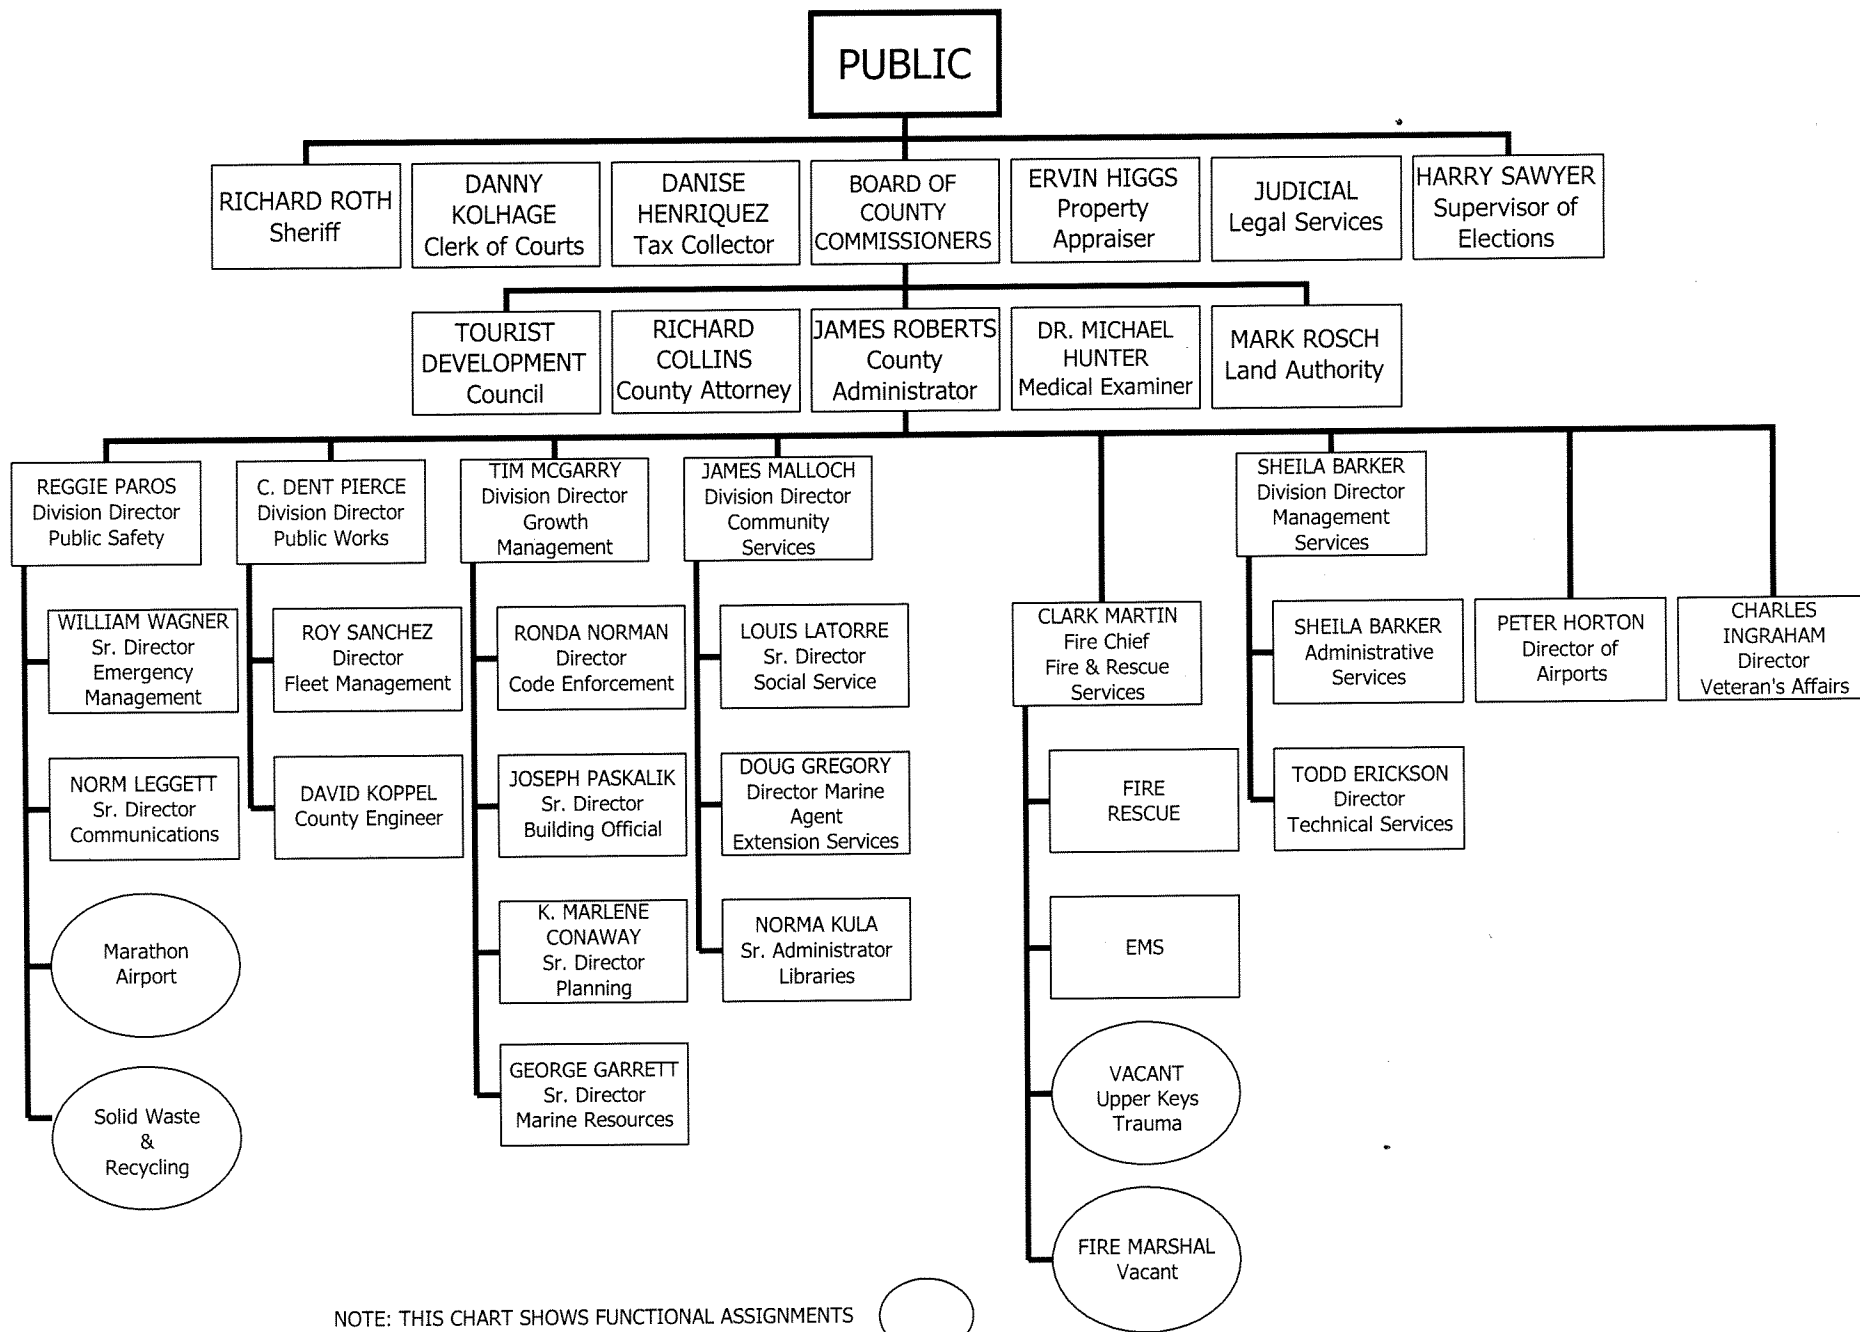 PUBLIC
RICHARD ROTH
Sheriff
DANNY
KOLHAGE
Clerk of Courts
DANISE
HENRIQUEZ
Tax Collector
BOARD OF
COUNTY
COMMISSIONERS
ERVIN HIGGS
Property
Appraiser
JUDICIAL
Legal Services
HARRY SAWYER
Supervisor of
Elections
TOURIST
DEVELOPMENT
Council
RICHARD
COLLINS
County Attorney
JAMES ROBERTS
County
Administrator
DR. MICHAEL
HUNTER
Medical Examiner
MARK ROSCH
Land Authority
REGGIE PAROS
Division Director
Public Safety
C. DENT PIERCE
Division Director
Public Works
TIM MCGARRY
Division Director
Growth
Management
JAMES MALLOCH
Division Director
Community
Services
SHEILA BARKER
Division Director
Management
Services
WILLIAM WAGNER
Sr. Director
Emergency
Management
ROY SANCHEZ
Director
Fleet Management
RONDA NORMAN
Director
Code Enforcement
LOUIS LATORRE
Sr. Director
Social Service
CLARK MARTIN
Fire Chief
Fire & Rescue
Services
SHEILA BARKER
Administrative
Services
PETER HORTON
Director of
Airports
CHARLES
INGRAHAM
Director
Veteran's Affairs
NORM LEGGETT
Sr. Director
Communications
DAVID KOPPEL
County Engineer
JOSEPH PASKALIK
Sr. Director
Building Official
DOUG GREGORY
Director Marine
Agent
Extension Services
FIRE
RESCUE
TODD ERICKSON
Director
Technical Services
Marathon
Airport
K. MARLENE
CONAWAY
Sr. Director
Planning
NORMA KULA
Sr. Administrator
Libraries
EMS
Solid Waste
&
Recycling
GEORGE GARRETT
Sr. Director
Marine Resources
VACANT
Upper Keys
Trauma
FIRE MARSHAL
Vacant
NOTE: THIS CHART SHOWS FUNCTIONAL ASSIGNMENTS